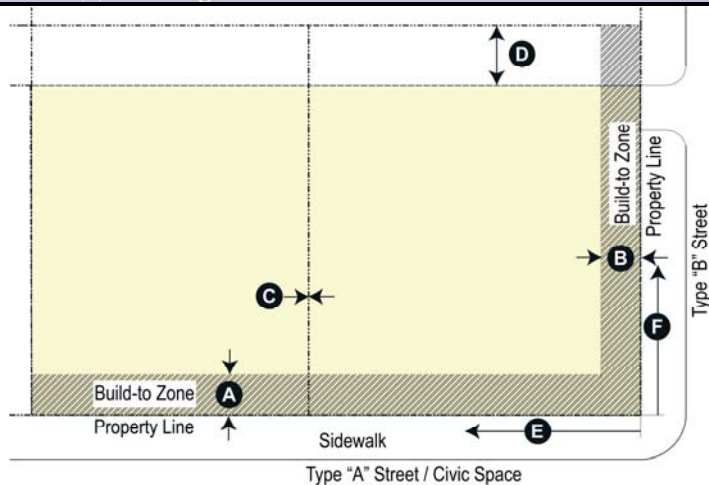 D
Build-to Zone
Property Line
Type "B" Street
B
C
F
Build-to Zone
A
Property Line
E
Sidewalk
Type "A" Street / Civic Space